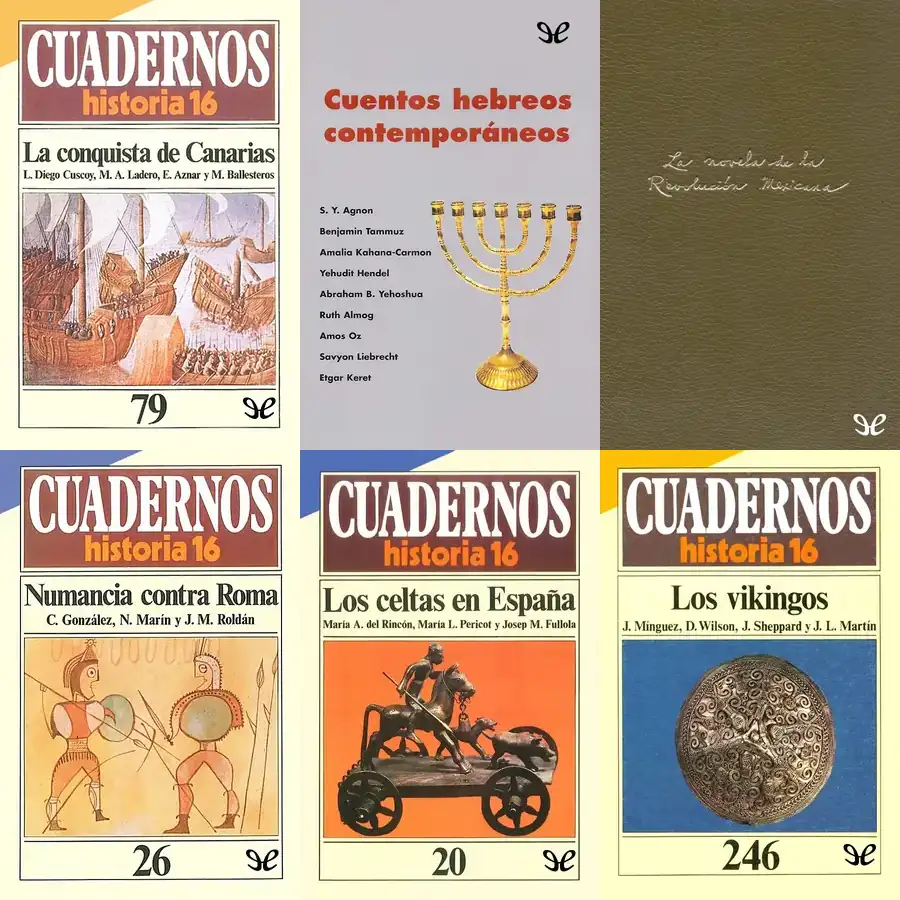 CUADERNOS
historia 16
La conquista de Canarias
L. Diego Cuscoy, M. A. Ladero, E. Aznar y M. Ballesteros
79
Cuentos hebreos
contemporáneos
S. Y. Agnon
Benjamin Tammuz
Amalia Kahana-Carmon
Yehudit Hendel
Abraham B. Yehoshua
Ruth Almog
Amos Oz
Savyon Liebrecht
Etgar Keret
La novela de la
Revolución Mexicana
CUADERNOS
historia 16
Numancia contra Roma
C. González, N. Marín y J. M. Roldán
26
CUADERNOS
historia 16
Los celtas en España
María A. del Rincón, María L. Pericot y Josep M. Fullola
20
CUADERNOS
historia 16
Los vikingos
J. Mínguez, D. Wilson, J. Sheppard y J. L. Martín
246